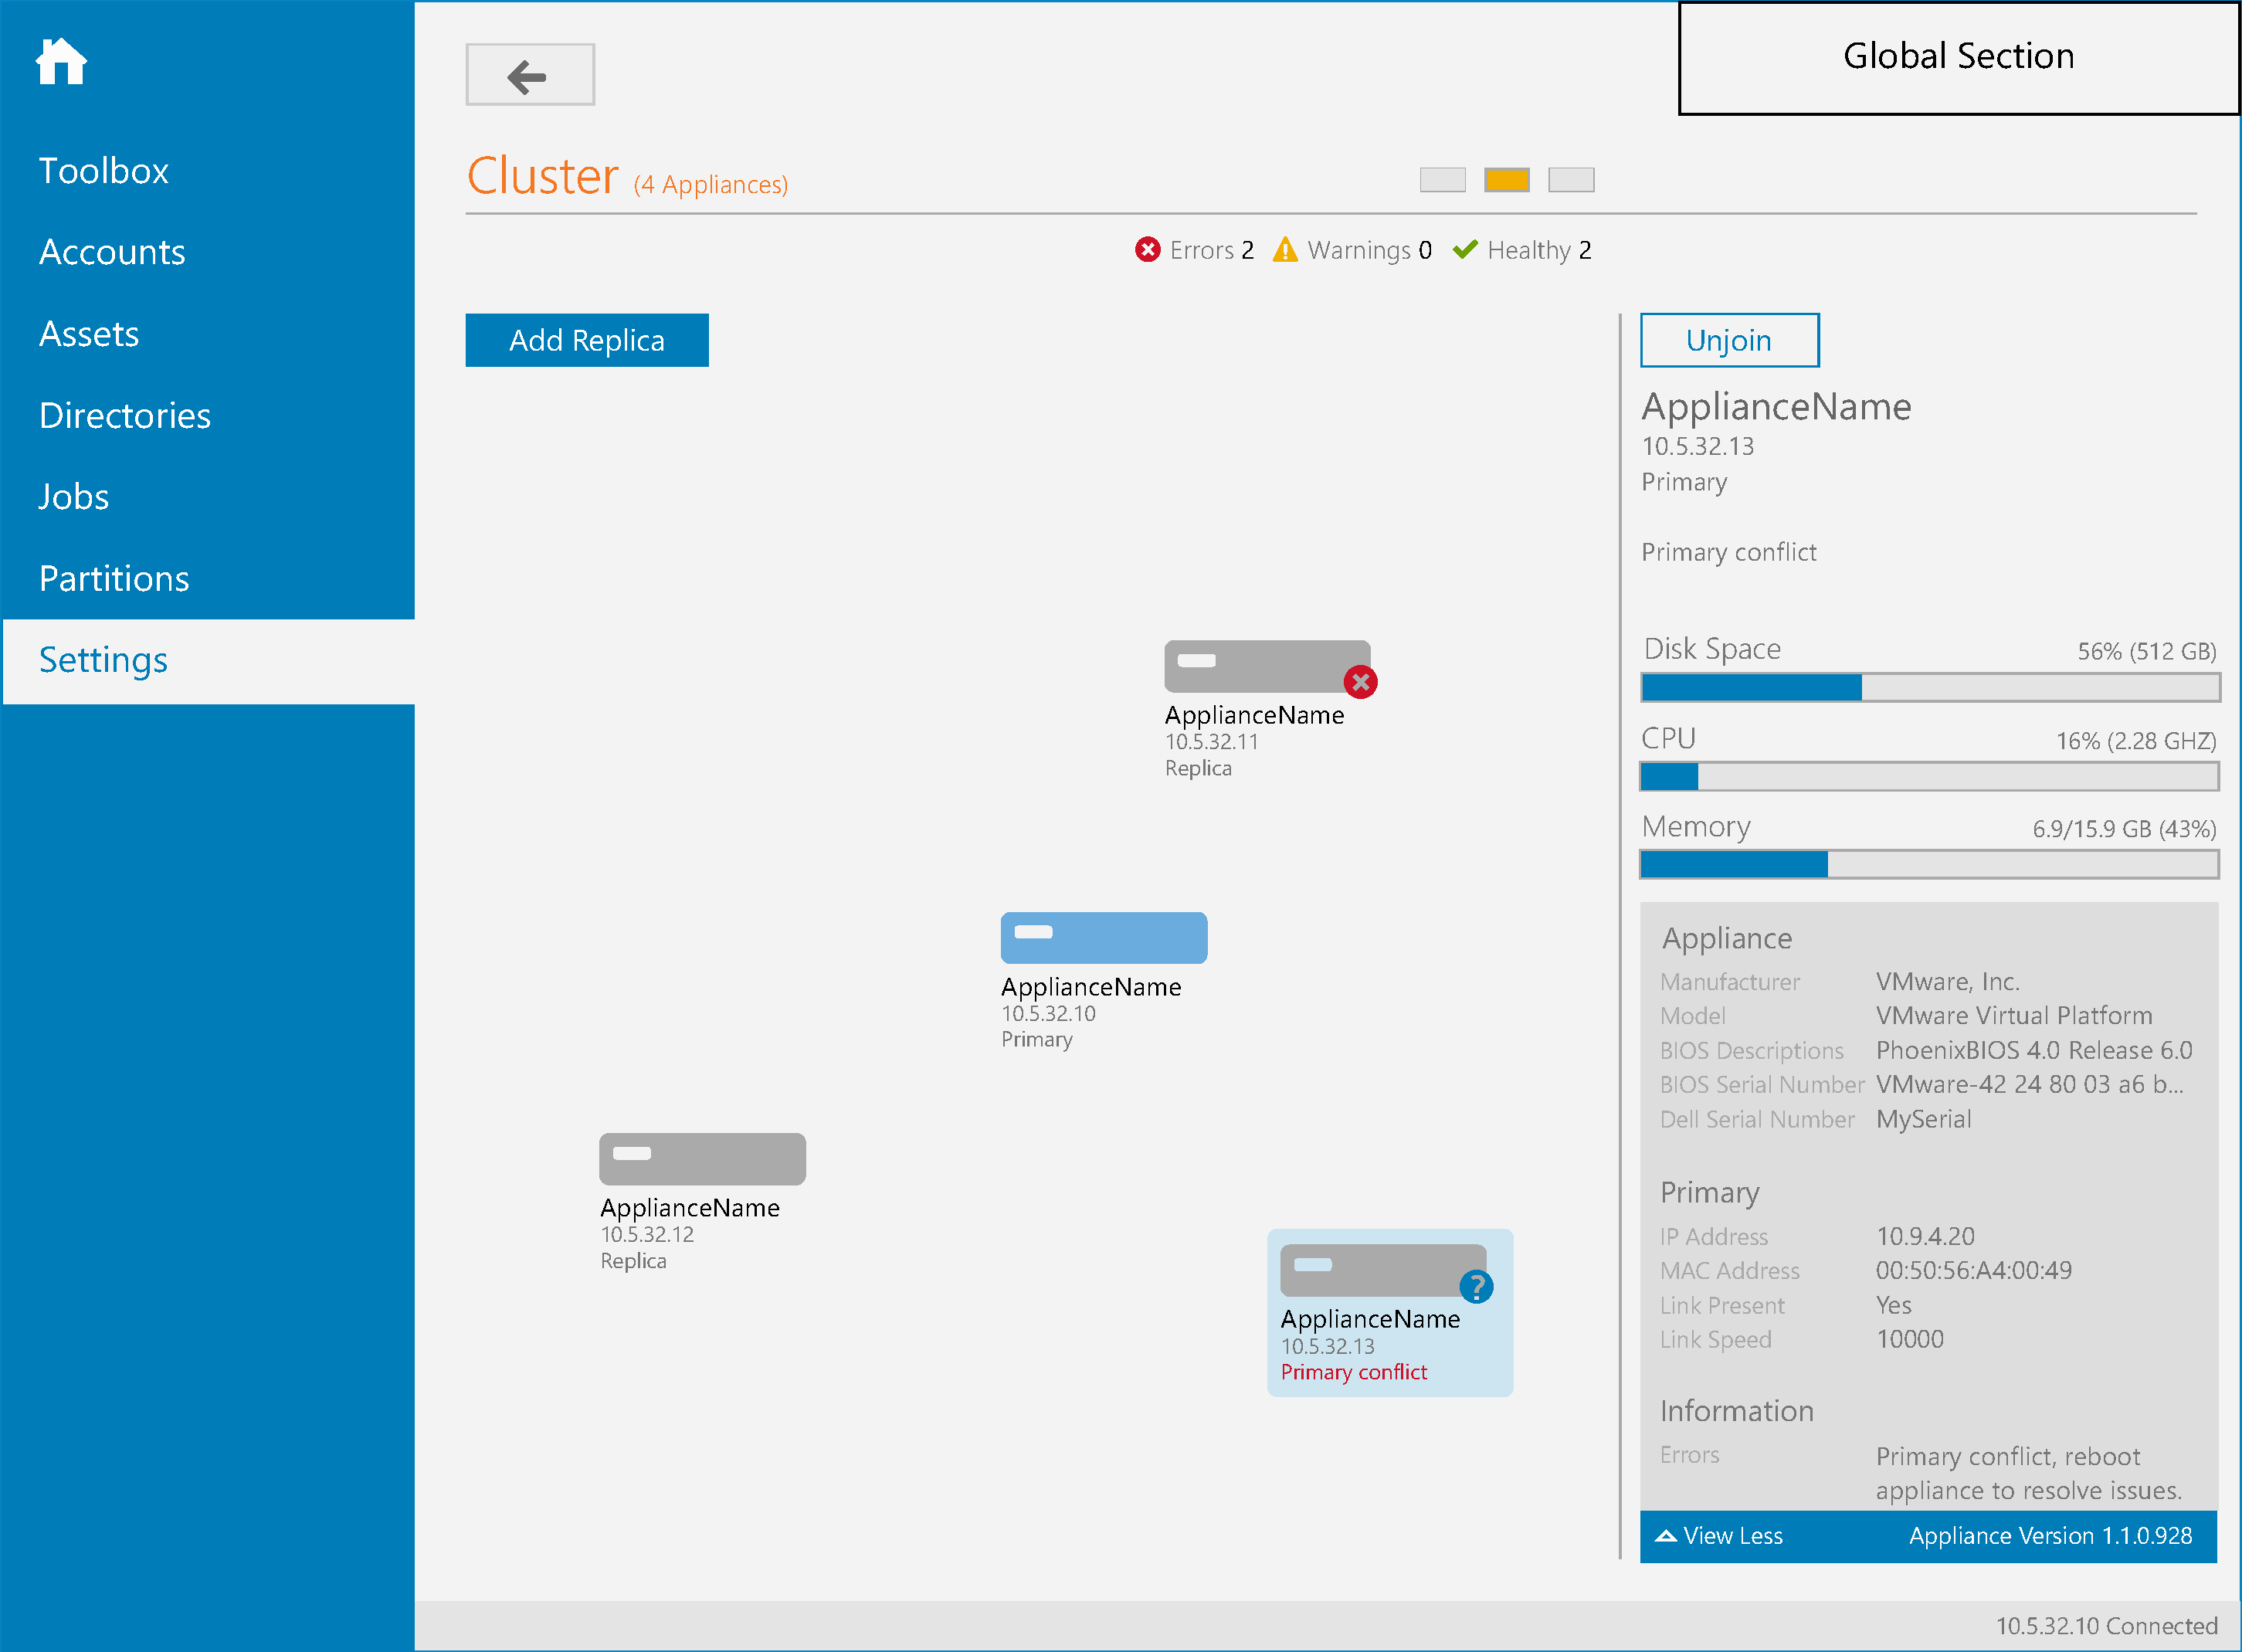 Global Section
Toolbox
Accounts
Assets
Directories
Jobs
Partitions
Settings
Cluster (4 Appliances)
Errors 2 Warnings 0 Healthy 2
Add Replica
ApplianceName
10.5.32.11
Replica
ApplianceName
10.5.32.10
Primary
ApplianceName
10.5.32.12
Replica
?
ApplianceName
10.5.32.13
Primary conflict
Unjoin
ApplianceName
10.5.32.13
Primary
Primary conflict
Disk Space 56% (512 GB)
CPU 16% (2.28 GHZ)
Memory 6.9/15.9 GB (43%)
Appliance
Manufacturer VMware, Inc.
Model VMware Virtual Platform
BIOS Descriptions PhoenixBIOS 4.0 Release 6.0
BIOS Serial Number VMware-42 24 80 03 a6 b...
Dell Serial Number MySerial
Primary
IP Address 10.9.4.20
MAC Address 00:50:56:A4:00:49
Link Present Yes
Link Speed 10000
Information
Errors Primary conflict, reboot
appliance to resolve issues.
View Less Appliance Version 1.1.0.928
10.5.32.10 Connected